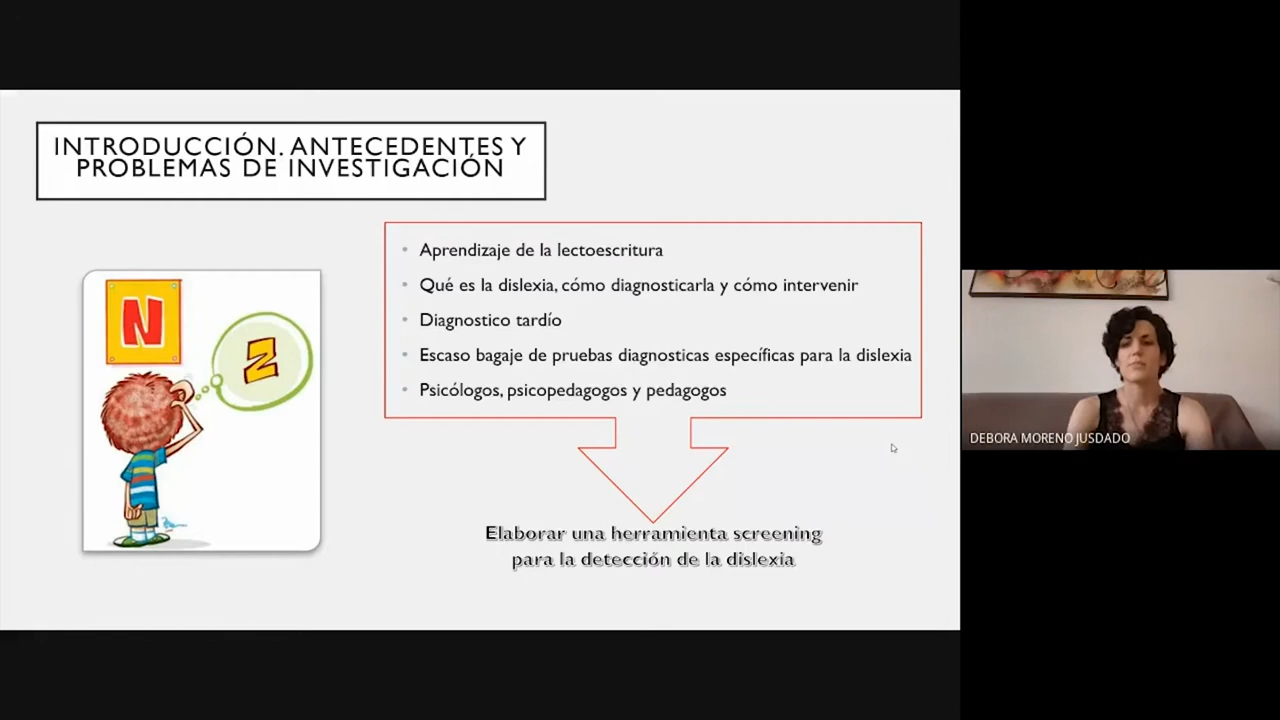 INTRODUCCIÓN. ANTECEDENTES Y
PROBLEMAS DE INVESTIGACIÓN
N
Z
• Aprendizaje de la lectoescritura
• Qué es la dislexia, cómo diagnosticarla y cómo intervenir
• Diagnostico tardío
• Escaso bagaje de pruebas diagnosticas específicas para la dislexia
• Psicólogos, psicopedagogos y pedagogos
Elaborar una herramienta screening
para la detección de la dislexia
DEBORA MORENO JUSDADO